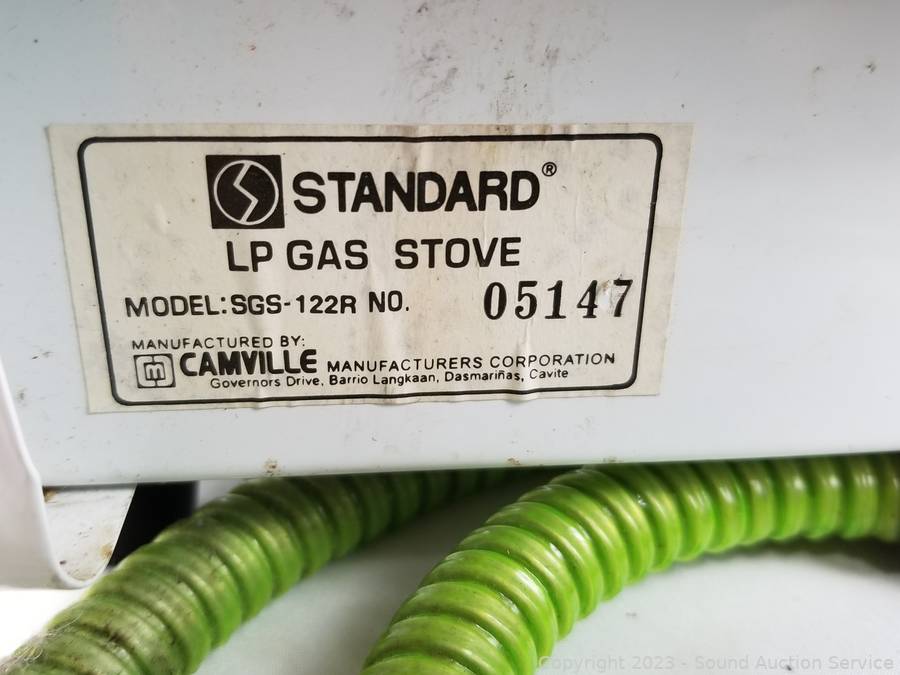 STANDARD®
LP GAS STOVE
MODEL: SGS-122R NO. 05147
MANUFACTURED BY:
m CAMVILLE MANUFACTURERS CORPORATION
Governors Drive, Barrio Langkaan, Dasmariñas, Cavite
Copyright 2023 - Sound Auction Service